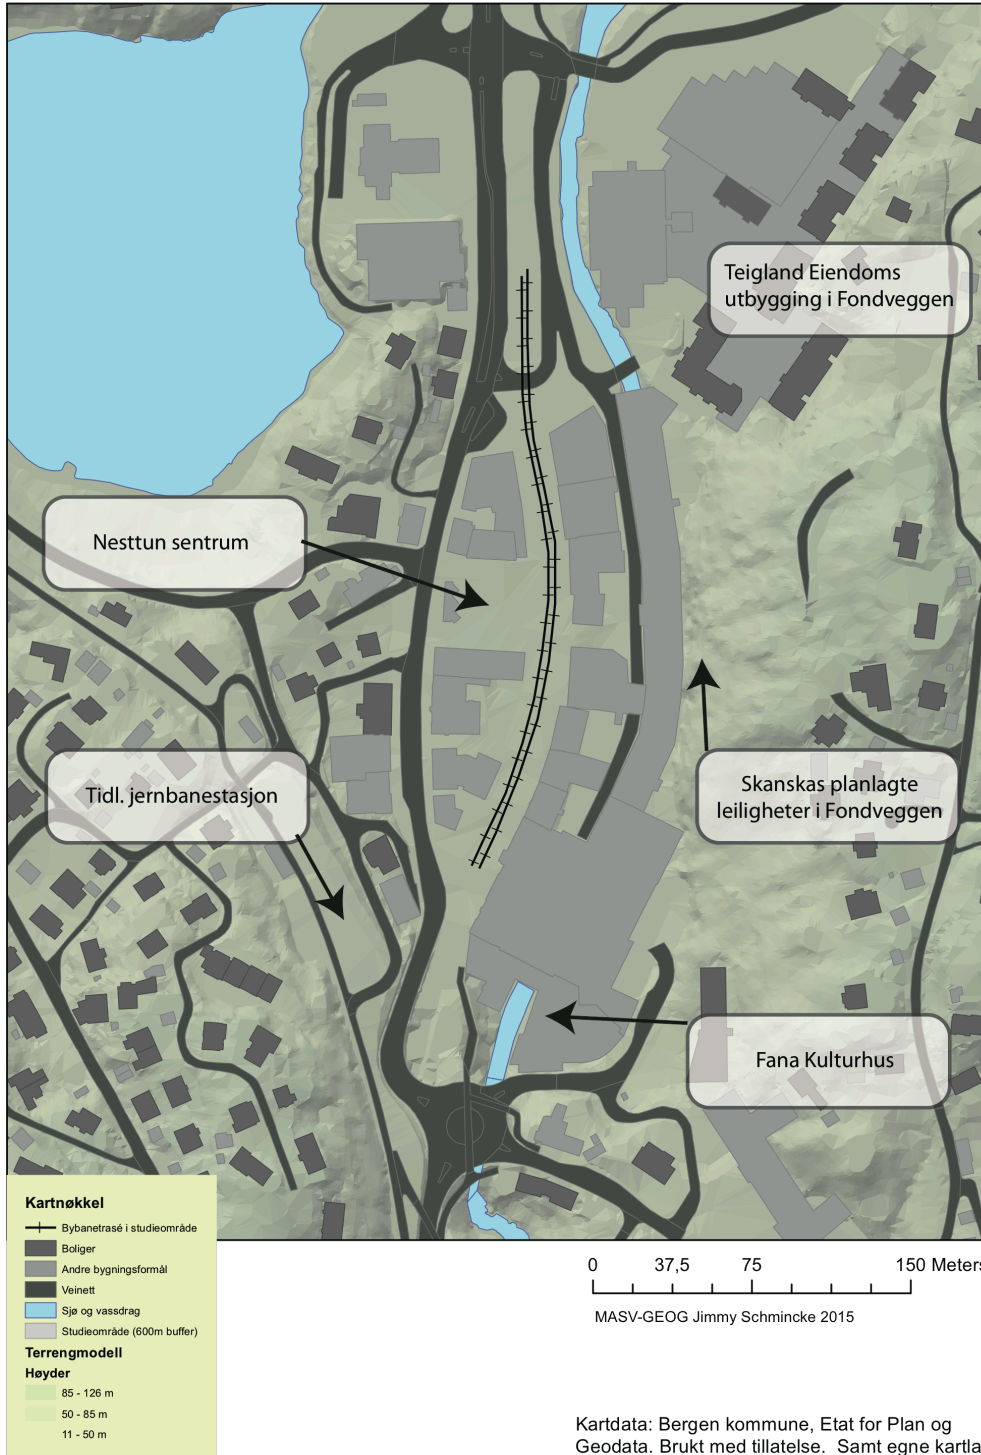 Teigland Eiendoms
utbygging i Fondveggen
Nesttun sentrum
Skanskas planlagte
leiligheter i Fondveggen
Tidl. jernbanestasjon
Fana Kulturhus
Kartnøkkel
Bybanetrasé i studieområde
Boliger
Andre bygningsformål
Veinett
Sjø og vassdrag
Studieområde (600m buffer)
Terrengmodell
Høyder
85 - 126 m
50 - 85 m
11 - 50 m
0 37,5 75 150 Meters
MASV-GEOG Jimmy Schmincke 2015
Kartdata: Bergen kommune, Etat for Plan og
Geodata. Brukt med tillatelse. Samt egne kartla